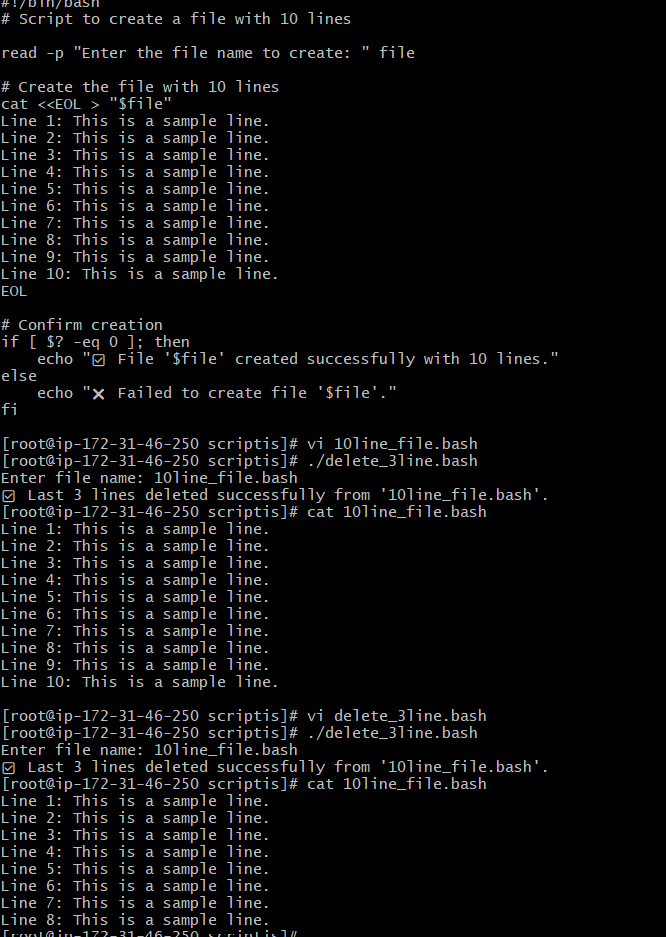 #!/bin/bash
# Script to create a file with 10 lines
read -p "Enter the file name to create: " file
# Create the file with 10 lines
cat <<EOL > "$file"
Line 1: This is a sample line.
Line 2: This is a sample line.
Line 3: This is a sample line.
Line 4: This is a sample line.
Line 5: This is a sample line.
Line 6: This is a sample line.
Line 7: This is a sample line.
Line 8: This is a sample line.
Line 9: This is a sample line.
Line 10: This is a sample line.
EOL
# Confirm creation
if [ $? -eq 0 ]; then
    echo "☑ File '$file' created successfully with 10 lines."
else
    echo "❌ Failed to create file '$file'."
fi
[root@ip-172-31-46-250 scriptis]# vi 10line_file.bash
[root@ip-172-31-46-250 scriptis]# ./delete_3line.bash
Enter file name: 10line_file.bash
☑ Last 3 lines deleted successfully from '10line_file.bash'.
[root@ip-172-31-46-250 scriptis]# cat 10line_file.bash
Line 1: This is a sample line.
Line 2: This is a sample line.
Line 3: This is a sample line.
Line 4: This is a sample line.
Line 5: This is a sample line.
Line 6: This is a sample line.
Line 7: This is a sample line.
Line 8: This is a sample line.
Line 9: This is a sample line.
Line 10: This is a sample line.
[root@ip-172-31-46-250 scriptis]# vi delete_3line.bash
[root@ip-172-31-46-250 scriptis]# ./delete_3line.bash
Enter file name: 10line_file.bash
☑ Last 3 lines deleted successfully from '10line_file.bash'.
[root@ip-172-31-46-250 scriptis]# cat 10line_file.bash
Line 1: This is a sample line.
Line 2: This is a sample line.
Line 3: This is a sample line.
Line 4: This is a sample line.
Line 5: This is a sample line.
Line 6: This is a sample line.
Line 7: This is a sample line.
Line 8: This is a sample line.
[root@ip-172-31-46-250 scriptis]#